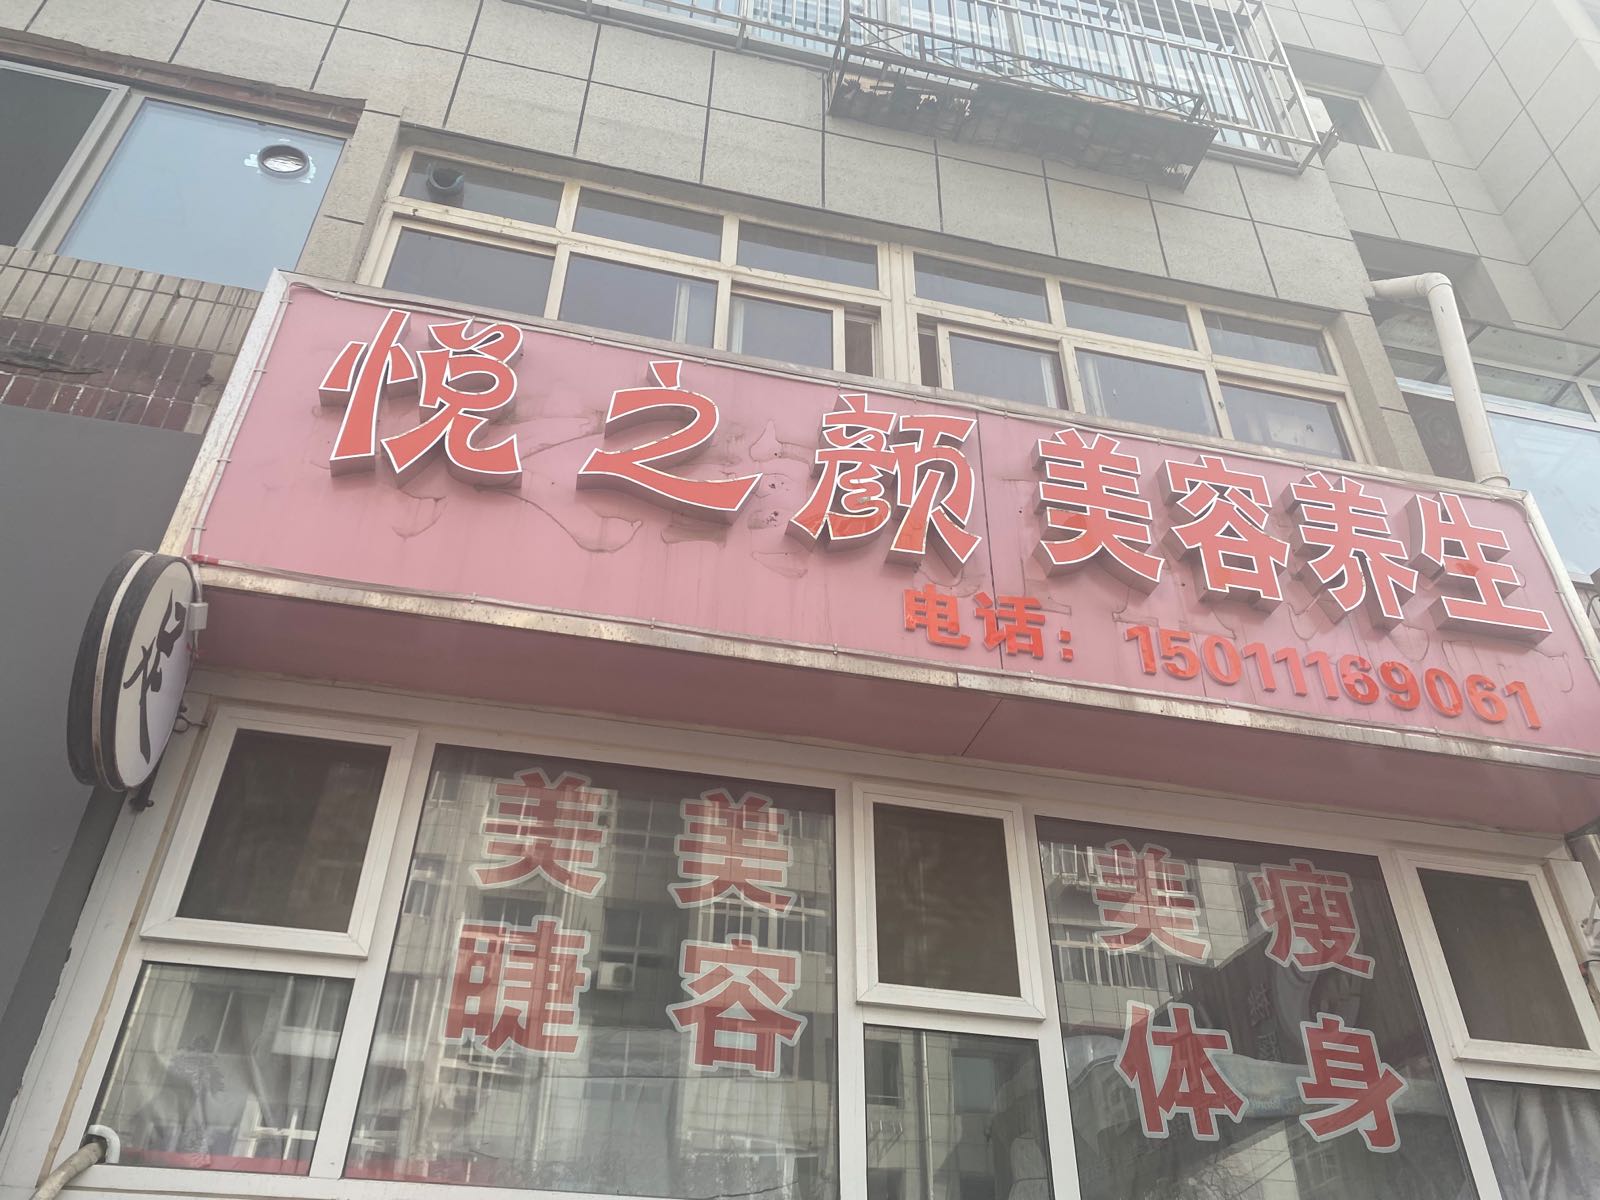 悦之颜 美容养生
电话：15011169061
美睫
美容
美体
瘦身